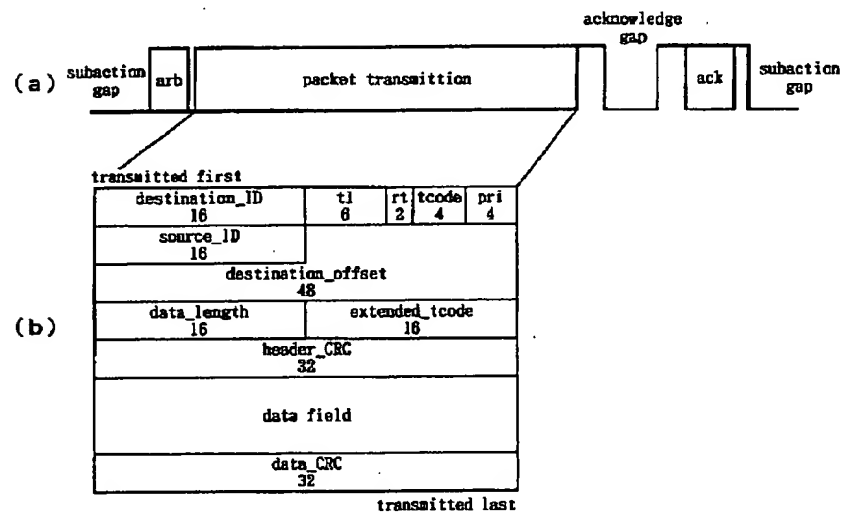 acknowledge
gap
(a) subaction
gap
arb
packet transmittion
ack
subaction
gap
transmitted first
destination_ID
16
tl
6
rt
2
tcode
4
pri
4
source_ID
16
destination_offset
48
(b)
data_length
16
extended_tcode
16
header_CRC
32
data field
data_CRC
32
transmitted last